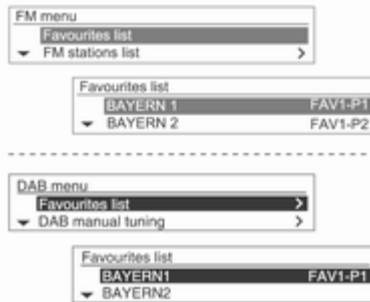 FM menu
Favourites list
FM stations list
Favourites list
BAYERN 1 FAV1-P1
BAYERN 2 FAV1-P2
DAB menu
Favourites list
DAB manual tuning
Favourites list
BAYERN1 FAV1-P1
BAYERN2